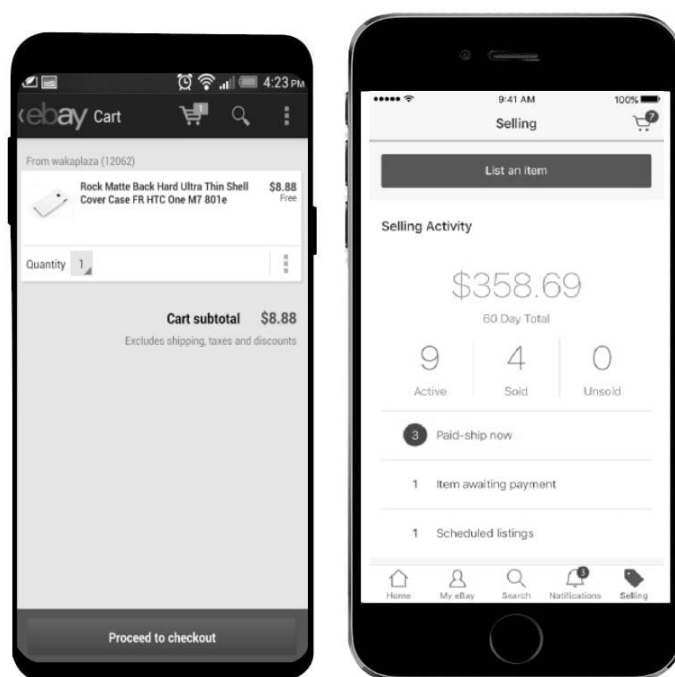 4:23 PM
ebay Cart
1
From wakaplaza (12062)
Rock Matte Back Hard Ultra Thin Shell $8.88
Cover Case FR HTC One M7 801e Free
Quantity 1
Cart subtotal $8.88
Excludes shipping, taxes and discounts
Proceed to checkout
9:41 AM 100%
Selling 7
List an item
Selling Activity
$358.69
60 Day Total
9 4 0
Active Sold Unsold
3 Paid-ship now
1 Item awaiting payment
1 Scheduled listings
3
Home My eBay Search Notifications Selling